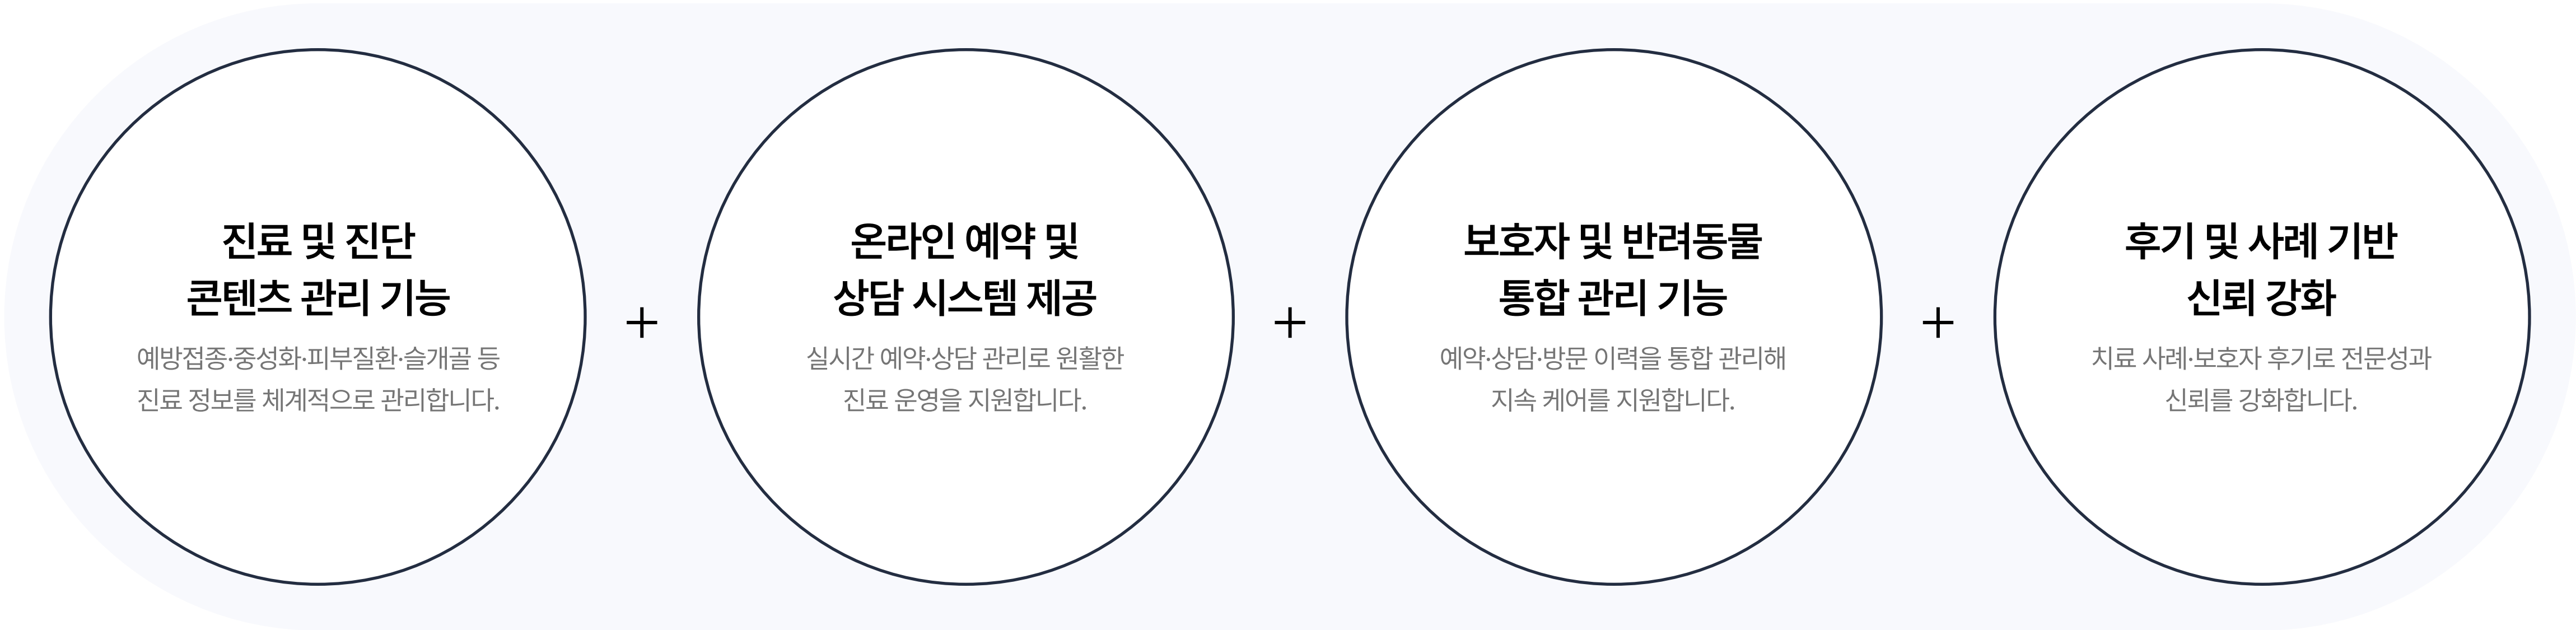 진료 및 진단
콘텐츠 관리 기능
예방접종·중성화·피부질환·슬개골 등
진료 정보를 체계적으로 관리합니다.
+
온라인 예약 및
상담 시스템 제공
실시간 예약·상담 관리로 원활한
진료 운영을 지원합니다.
+
보호자 및 반려동물
통합 관리 기능
예약·상담·방문 이력을 통합 관리해
지속 케어를 지원합니다.
+
후기 및 사례 기반
신뢰 강화
치료 사례·보호자 후기로 전문성과
신뢰를 강화합니다.